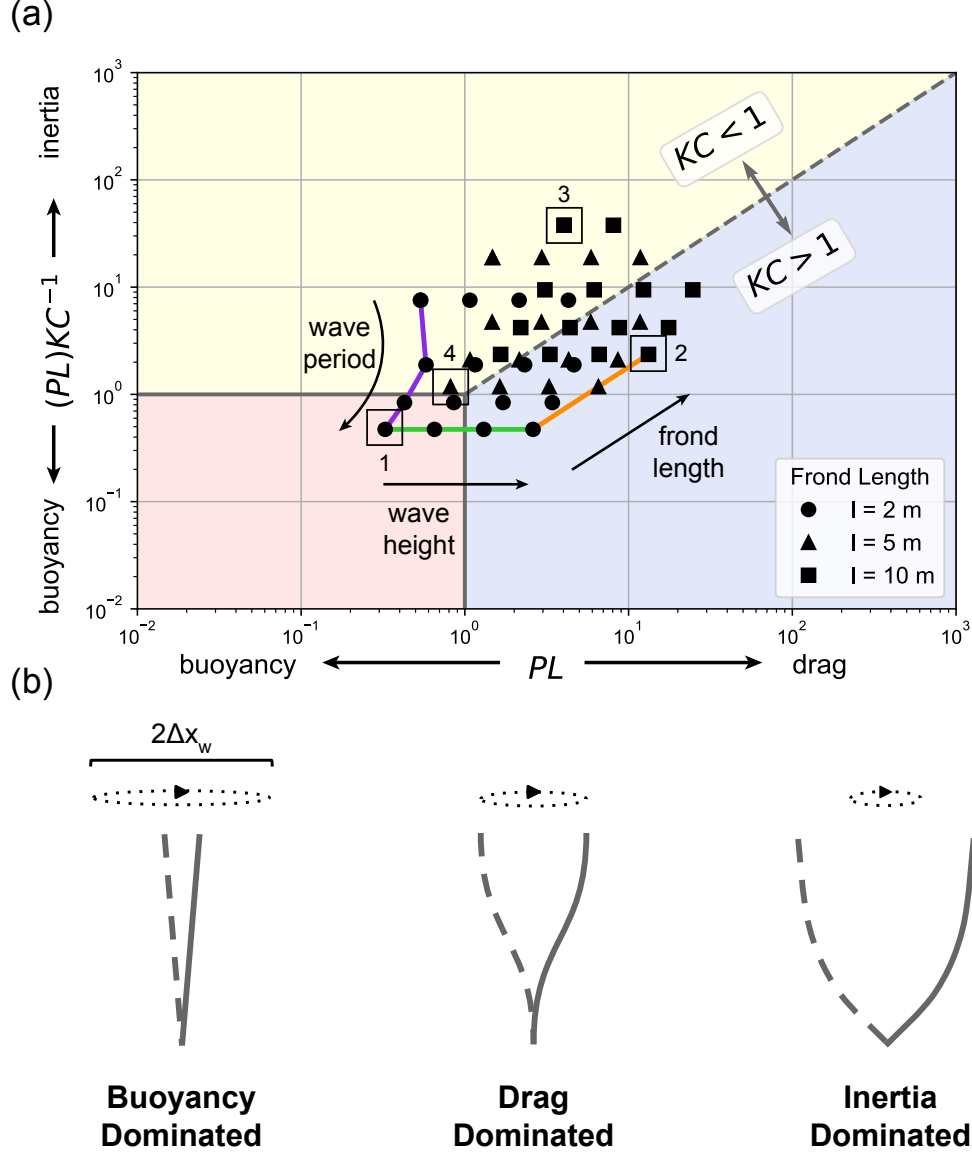 (a)
10^3
10^2
10^1
10^0
10^-1
10^-2
buoyancy ← (PL)KC^-1 → inertia
KC < 1
KC > 1
3
wave
period
4
2
1
frond
length
wave
height
Frond Length
l = 2 m
l = 5 m
l = 10 m
10^-2 10^-1 10^0 10^1 10^2 10^3
buoyancy ← PL → drag
(b)
2Δx_w
Buoyancy
Dominated
Drag
Dominated
Inertia
Dominated